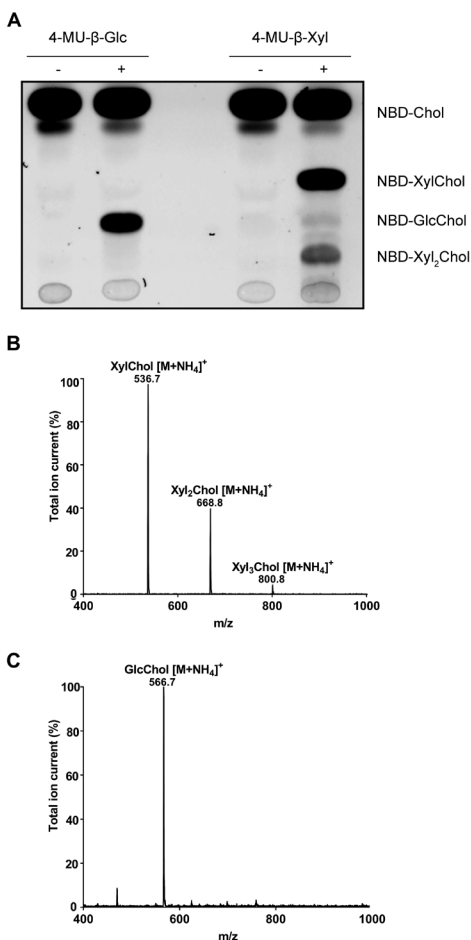 A
4-MU-β-Glc 4-MU-β-Xyl
- + - +
NBD-Chol
NBD-XylChol
NBD-GlcChol
NBD-Xyl₂Chol
B
XylChol [M+NH₄]⁺
536.7
Xyl₂Chol [M+NH₄]⁺
668.8
Xyl₃Chol [M+NH₄]⁺
800.8
Total ion current (%)
100
80
60
40
20
0
400 600 800 1000
m/z
C
GlcChol [M+NH₄]⁺
566.7
Total ion current (%)
100
80
60
40
20
0
400 600 800 1000
m/z